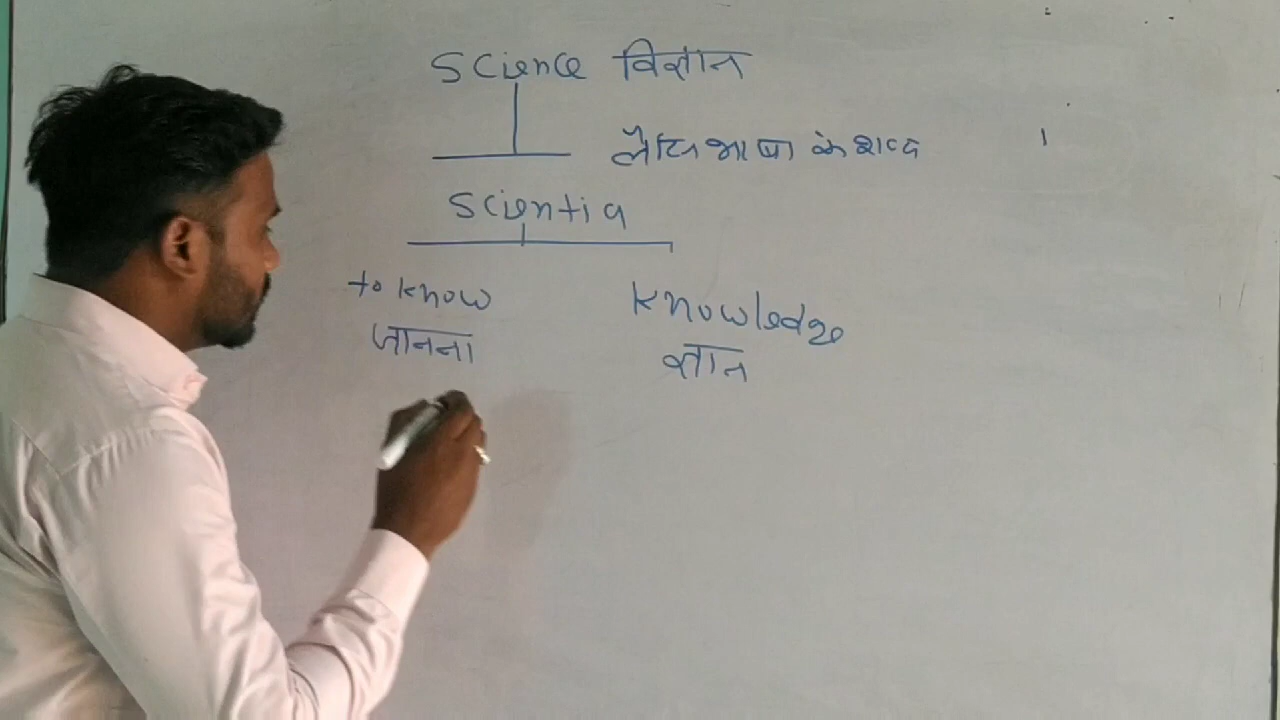 Science विज्ञान
लैटिन भाषा के शब्द
Scientia
to know
Knowledge
जानना
ज्ञान